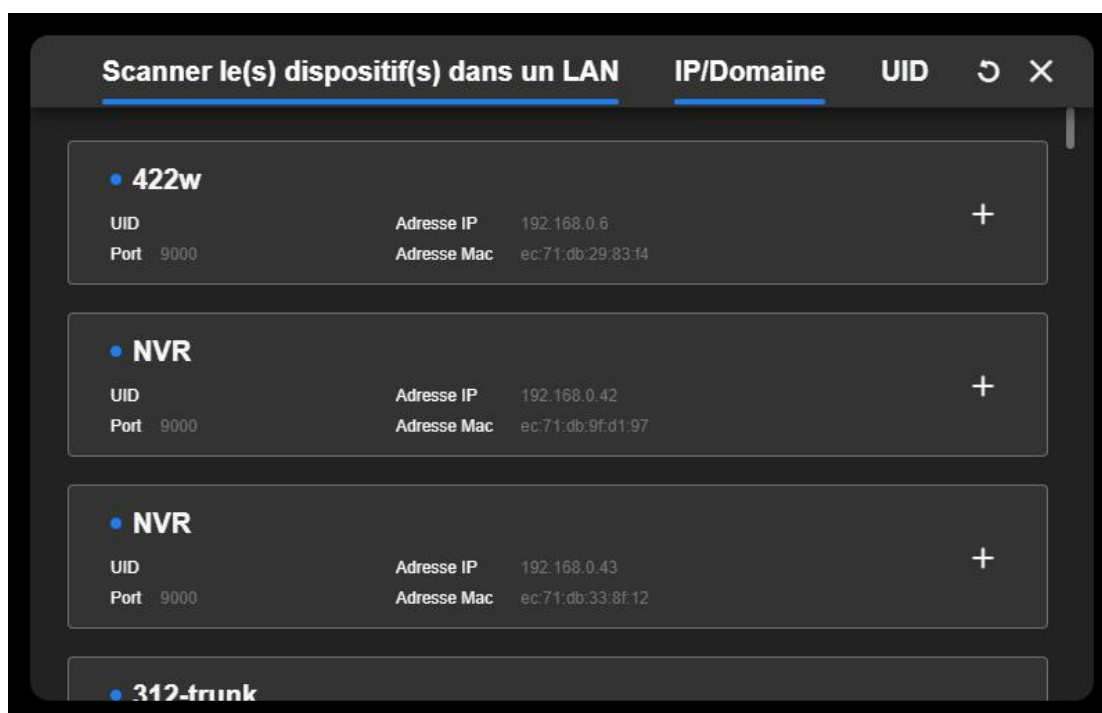 Scanner le(s) dispositif(s) dans un LAN IP/Domaine UID
422w
UID Adresse IP 192.168.0.6
Port 9000 Adresse Mac ec:71:db:29:83:f4
NVR
UID Adresse IP 192.168.0.42
Port 9000 Adresse Mac ec:71:db:9f:d1:97
NVR
UID Adresse IP 192.168.0.43
Port 9000 Adresse Mac ec:71:db:33:8f:12
312-trunk